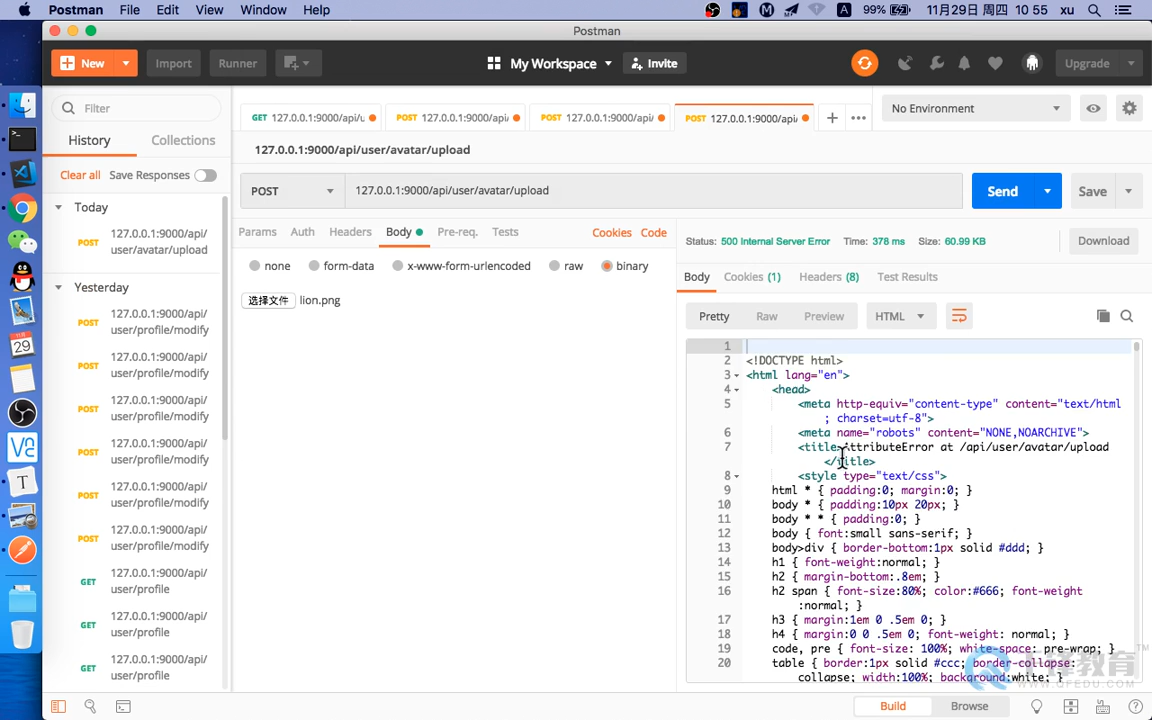 Postman File Edit View Window Help 99% 11月29日 周四 10 55 xu
Postman
New Import Runner My Workspace Invite Upgrade
Filter
History Collections
Clear all Save Responses
Today
POST 127.0.0.1:9000/api/
user/avatar/upload
Yesterday
POST 127.0.0.1:9000/api/
user/profile/modify
POST 127.0.0.1:9000/api/
user/profile/modify
POST 127.0.0.1:9000/api/
user/profile/modify
POST 127.0.0.1:9000/api/
user/profile/modify
POST 127.0.0.1:9000/api/
user/profile/modify
POST 127.0.0.1:9000/api/
user/profile/modify
GET 127.0.0.1:9000/api/
user/profile
GET 127.0.0.1:9000/api/
user/profile
GET 127.0.0.1:9000/api/
user/profile
GET 127.0.0.1:9000/api/u POST 127.0.0.1:9000/api/ POST 127.0.0.1:9000/api/ POST 127.0.0.1:9000/api/
No Environment
127.0.0.1:9000/api/user/avatar/upload
POST 127.0.0.1:9000/api/user/avatar/upload Send Save
Params Auth Headers Body Pre-req. Tests Cookies Code
none form-data x-www-form-urlencoded raw binary
选择文件 lion.png
Status: 500 Internal Server Error Time: 378 ms Size: 60.99 KB Download
Body Cookies (1) Headers (8) Test Results
Pretty Raw Preview HTML
1
2 <!DOCTYPE html>
3 <html lang="en">
4 <head>
5 <meta http-equiv="content-type" content="text/html
; charset=utf-8">
6 <meta name="robots" content="NONE,NOARCHIVE">
7 <title>AttributeError at /api/user/avatar/upload
</title>
8 <style type="text/css">
9 html * { padding:0; margin:0; }
10 body * { padding:10px 20px; }
11 body * * { padding:0; }
12 body { font:small sans-serif; }
13 body>div { border-bottom:1px solid #ddd; }
14 h1 { font-weight:normal; }
15 h2 { margin-bottom:.8em; }
16 h2 span { font-size:80%; color:#666; font-weight
:normal; }
17 h3 { margin:1em 0 .5em 0; }
18 h4 { margin:0 0 .5em 0; font-weight: normal; }
19 code, pre { font-size: 100%; white-space: pre-wrap; }
20 table { border:1px solid #ccc; border-collapse:
collapse; width:100%; background:white; }
千锋教育 TM
WWW.QFEDU.COM
Build Browse